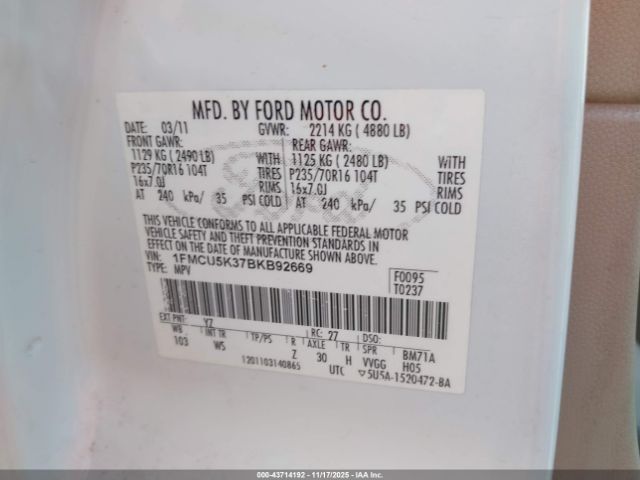 MFD. BY FORD MOTOR CO.
DATE: 03/11 GVWR: 2214 KG ( 4880 LB)
FRONT GAWR: REAR GAWR:
1129 KG ( 2490 LB) WITH 1125 KG ( 2480 LB) WITH
P235/70R16 104T TIRES P235/70R16 104T TIRES
16x7.0J RIMS 16x7.0J RIMS
AT 240 kPa/ 35 PSI COLD AT 240 kPa/ 35 PSI COLD
THIS VEHICLE CONFORMS TO ALL APPLICABLE FEDERAL MOTOR
VEHICLE SAFETY AND THEFT PREVENTION STANDARDS IN
EFFECT ON THE DATE OF MANUFACTURE SHOWN ABOVE.
VIN: 1FMCU5K37BKB92669 F0095
TYPE: MPV T0237
EXT PNT: YZ RC: 27 DSO:
WB INT TR TP/PS R AXLE TR SPR BM71A
103 WS Z 30 H VVGG H05
1201103140865 UTC ▽5U5A-1520472-BA
000-43714192 - 11/17/2025 - IAA, Inc.